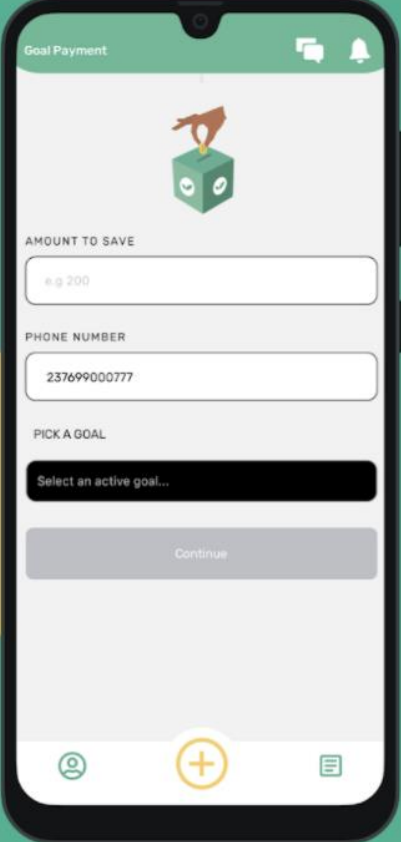 Goal Payment
AMOUNT TO SAVE
e.g 200
PHONE NUMBER
237699000777
PICK A GOAL
Select an active goal...
Continue